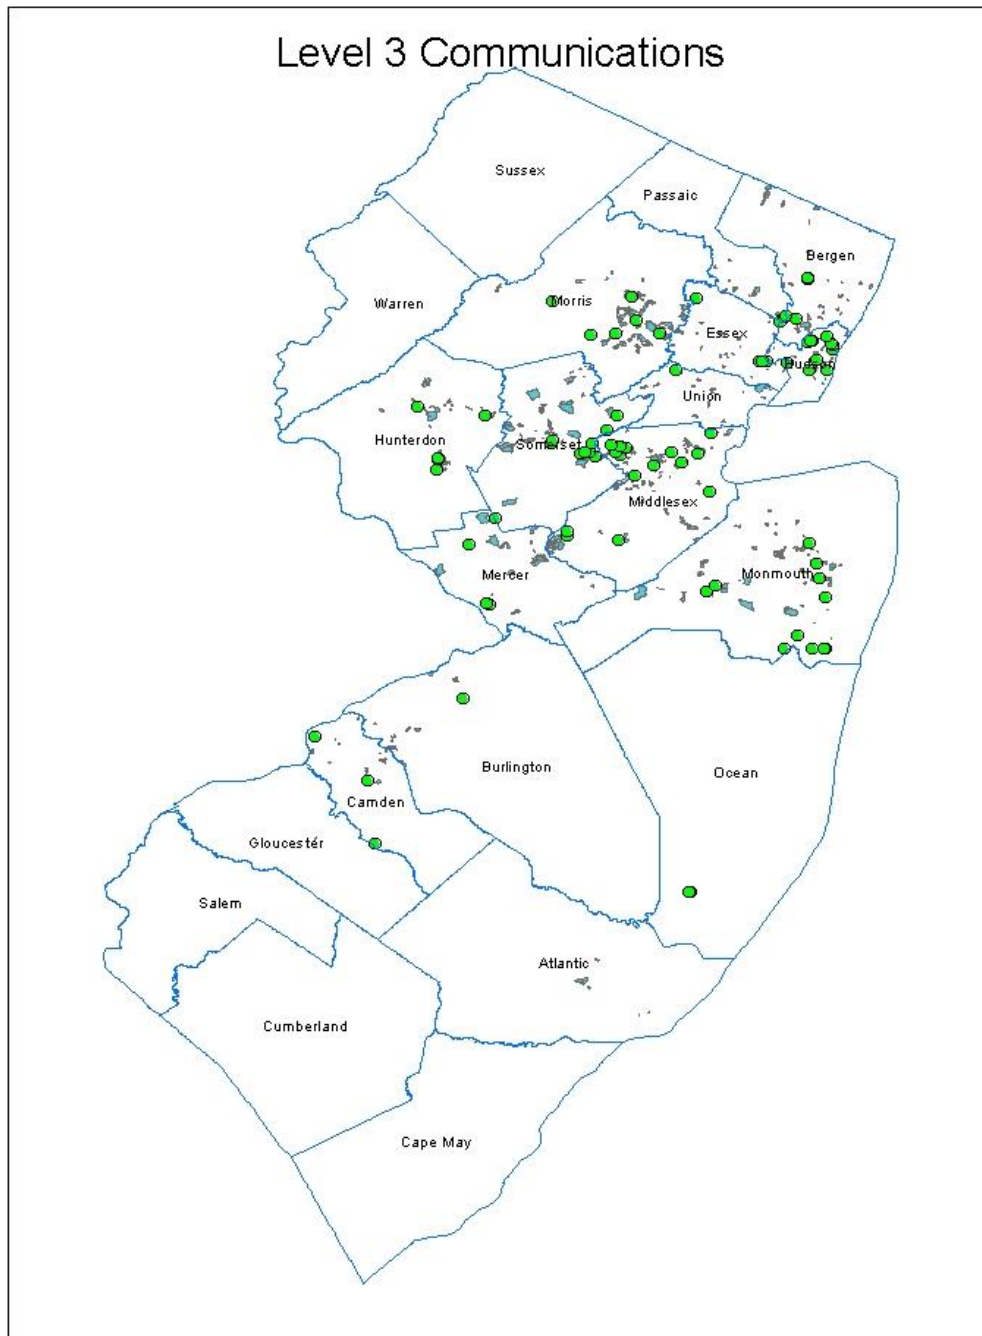 Level 3 Communications
Sussex
Passaic
Bergen
Warren
Morris
Essex
Hudson
Union
Hunterdon
Somerset
Middlesex
Mercer
Monmouth
Burlington
Ocean
Camden
Gloucestér
Salem
Atlantic
Cumberland
Cape May